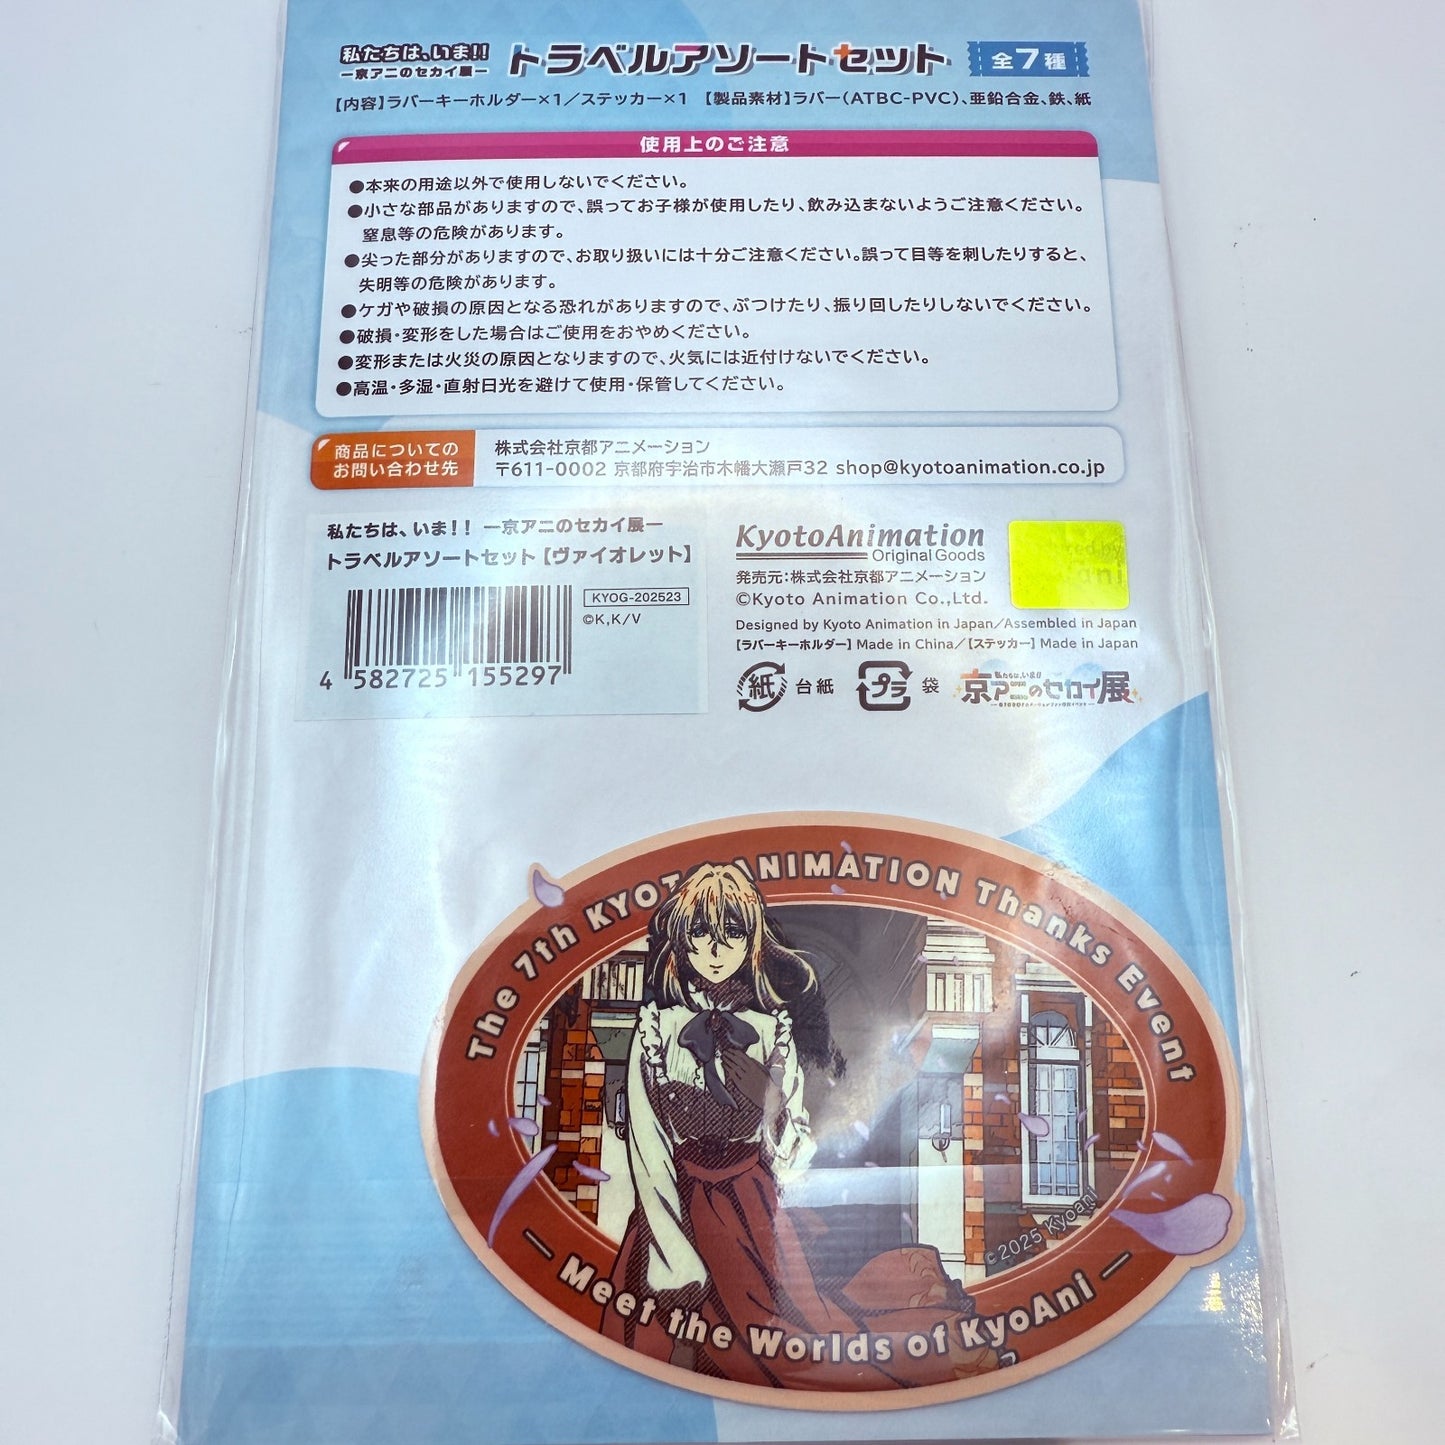 私たちは、いま!!
―京アニのセカイ展―
トラベルアソートセット
全7種
【内容】ラバーキーホルダー×1／ステッカー×1 【製品素材】ラバー（ATBC-PVC）、亜鉛合金、鉄、紙
使用上のご注意
●本来の用途以外で使用しないでください。
●小さな部品がありますので、誤ってお子様が使用したり、飲み込まないようご注意ください。
窒息等の危険があります。
●尖った部分がありますので、お取り扱いには十分ご注意ください。誤って目等を刺したりすると、
失明等の危険があります。
●ケガや破損の原因となる恐れがありますので、ぶつけたり、振り回したりしないでください。
●破損・変形をした場合はご使用をおやめください。
●変形または火災の原因となりますので、火気には近付けないでください。
●高温・多湿・直射日光を避けて使用・保管してください。
商品についての
お問い合わせ先
株式会社京都アニメーション
〒611-0002 京都府宇治市木幡大瀬戸32 shop@kyotoanimation.co.jp
私たちは、いま！！ ―京アニのセカイ展―
トラベルアソートセット【ヴァイオレット】
KYOG-202523
©K,K/V
4 582725 155297
KyotoAnimation
Original Goods
発売元：株式会社京都アニメーション
©Kyoto Animation Co.,Ltd.
Designed by Kyoto Animation in Japan／Assembled in Japan
【ラバーキーホルダー】Made in China／【ステッカー】Made in Japan
紙 台紙 プラ 袋
私たちは、いま!!
京アニのセカイ展
The 7th KYOTO ANIMATION Thanks Event
©2025 Kyoani
― Meet the Worlds of KyoAni ―